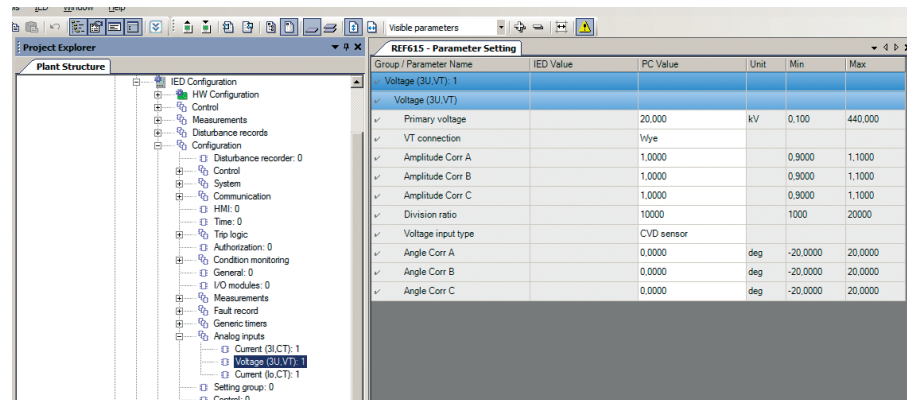 IED Window Help
Visible parameters
Project Explorer
Plant Structure
IED Configuration
HW Configuration
Control
Measurements
Disturbance records
Configuration
Disturbance recorder: 0
Control
System
Communication
HMI: 0
Time: 0
Trip logic
Authorization: 0
Condition monitoring
General: 0
I/O modules: 0
Measurements
Fault record
Generic timers
Analog inputs
Current (3I,CT): 1
Voltage (3U,VT): 1
Current (Io,CT): 1
Setting group: 0
Control: 0
REF615 - Parameter Setting
Group / Parameter Name IED Value PC Value Unit Min Max
Voltage (3U,VT): 1
Voltage (3U,VT)
Primary voltage 20,000 kV 0,100 440,000
VT connection Wye
Amplitude Corr A 1,0000 0,9000 1,1000
Amplitude Corr B 1,0000 0,9000 1,1000
Amplitude Corr C 1,0000 0,9000 1,1000
Division ratio 10000 1000 20000
Voltage input type CVD sensor
Angle Corr A 0,0000 deg -20,0000 20,0000
Angle Corr B 0,0000 deg -20,0000 20,0000
Angle Corr C 0,0000 deg -20,0000 20,0000